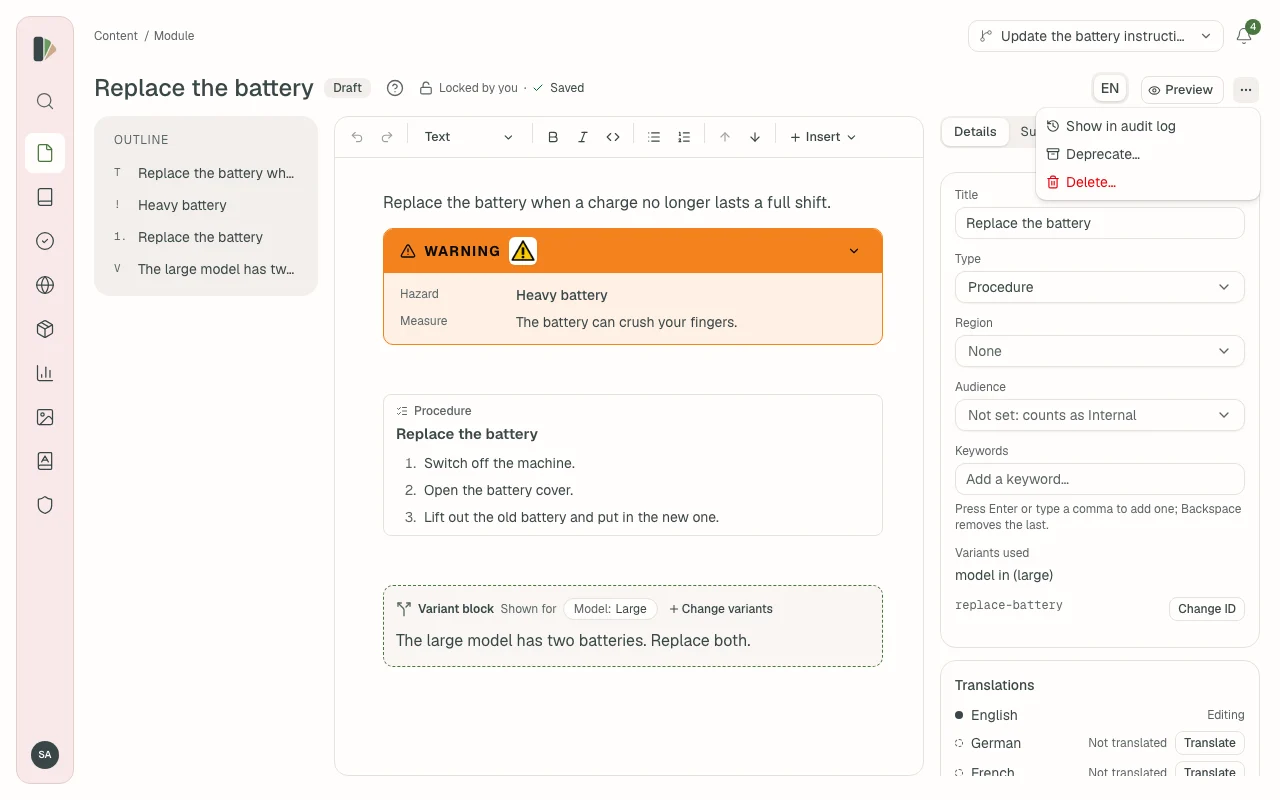 Content / Module
Update the battery instructi...
4
Replace the battery
Draft
Locked by you · Saved
EN
Preview
OUTLINE
T Replace the battery wh...
! Heavy battery
1. Replace the battery
V The large model has tw...
Text
B I
Insert
Replace the battery when a charge no longer lasts a full shift.
WARNING
Hazard Heavy battery
Measure The battery can crush your fingers.
Procedure
Replace the battery
1. Switch off the machine.
2. Open the battery cover.
3. Lift out the old battery and put in the new one.
Variant block Shown for Model: Large + Change variants
The large model has two batteries. Replace both.
Details
Su
Show in audit log
Deprecate...
Delete...
Title
Replace the battery
Type
Procedure
Region
None
Audience
Not set: counts as Internal
Keywords
Add a keyword...
Press Enter or type a comma to add one; Backspace
removes the last.
Variants used
model in (large)
replace-battery
Change ID
Translations
English Editing
German Not translated Translate
French Not translated Translate
SA